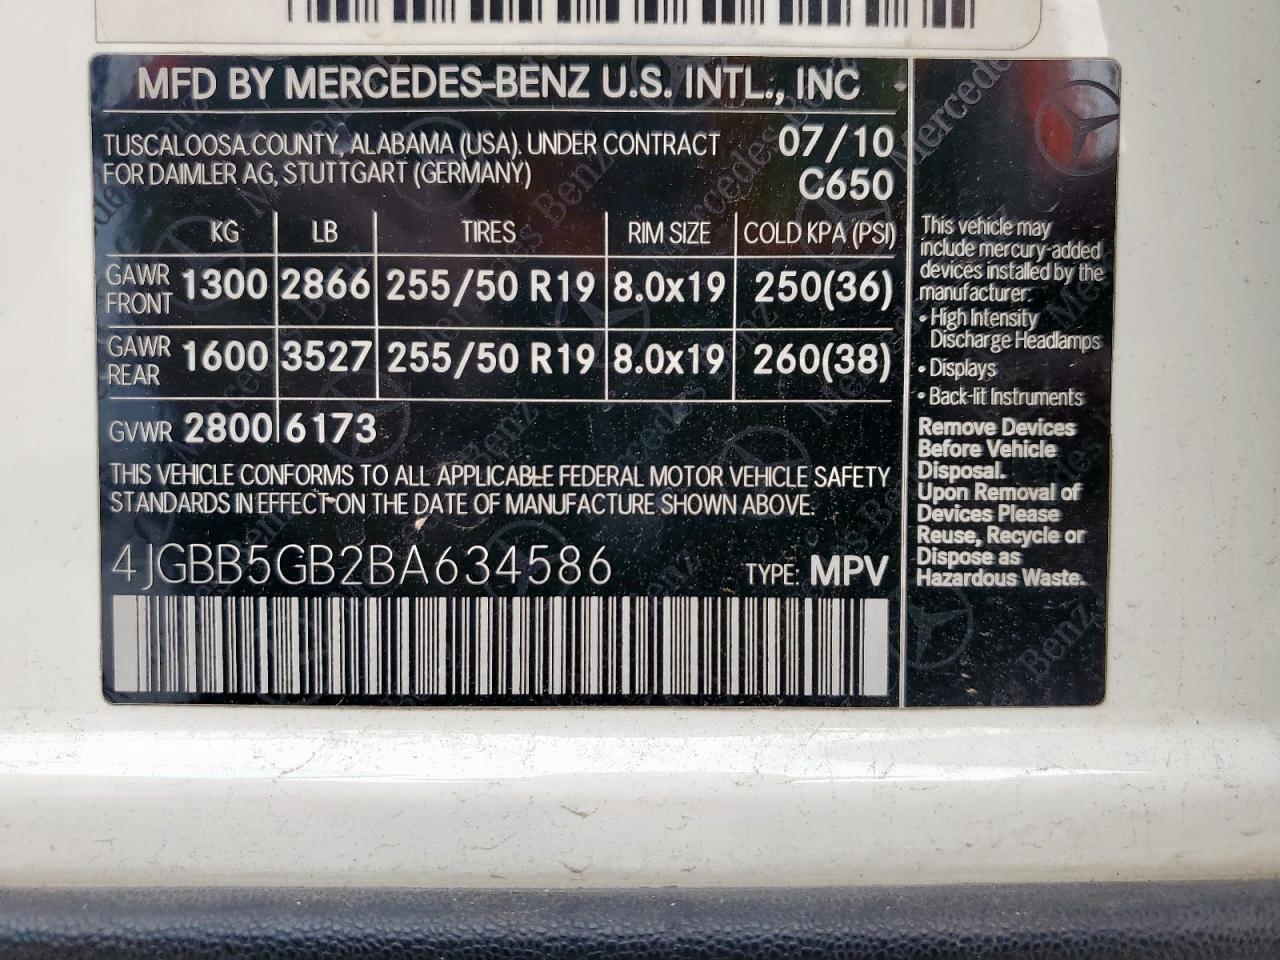 MFD BY MERCEDES-BENZ U.S. INTL., INC
TUSCALOOSA COUNTY, ALABAMA (USA). UNDER CONTRACT
FOR DAIMLER AG, STUTTGART (GERMANY)
07/10
C650
KG LB TIRES RIM SIZE COLD KPA (PSI)
GAWR FRONT 1300 2866 255/50 R19 8.0x19 250(36)
GAWR REAR 1600 3527 255/50 R19 8.0x19 260(38)
GVWR 2800 6173
THIS VEHICLE CONFORMS TO ALL APPLICABLE FEDERAL MOTOR VEHICLE SAFETY
STANDARDS IN EFFECT ON THE DATE OF MANUFACTURE SHOWN ABOVE.
4JGBB5GB2BA634586 TYPE: MPV
This vehicle may
include mercury-added
devices installed by the
manufacturer:
• High Intensity
Discharge Headlamps
• Displays
• Back-lit Instruments
Remove Devices
Before Vehicle
Disposal.
Upon Removal of
Devices Please
Reuse, Recycle or
Dispose as
Hazardous Waste.